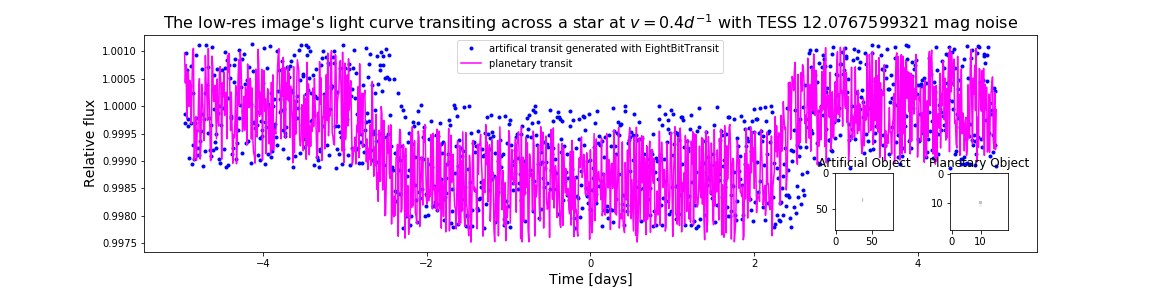 The low-res image's light curve transiting across a star at v = 0.4d⁻¹ with TESS 12.0767599321 mag noise
artifical transit generated with EightBitTransit
planetary transit
Relative flux
1.0010
1.0005
1.0000
0.9995
0.9990
0.9985
0.9980
0.9975
Artificial Object
0
50
0 50
Planetary Object
0
10
0 10
−4 −2 0 2 4
Time [days]